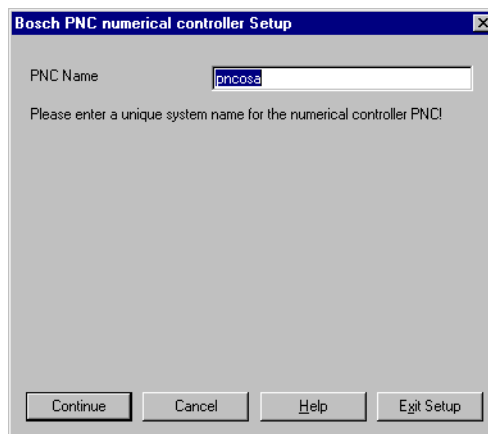 Bosch PNC numerical controller Setup
PNC Name
pncosa
Please enter a unique system name for the numerical controller PNC!
Continue
Cancel
Help
Exit Setup